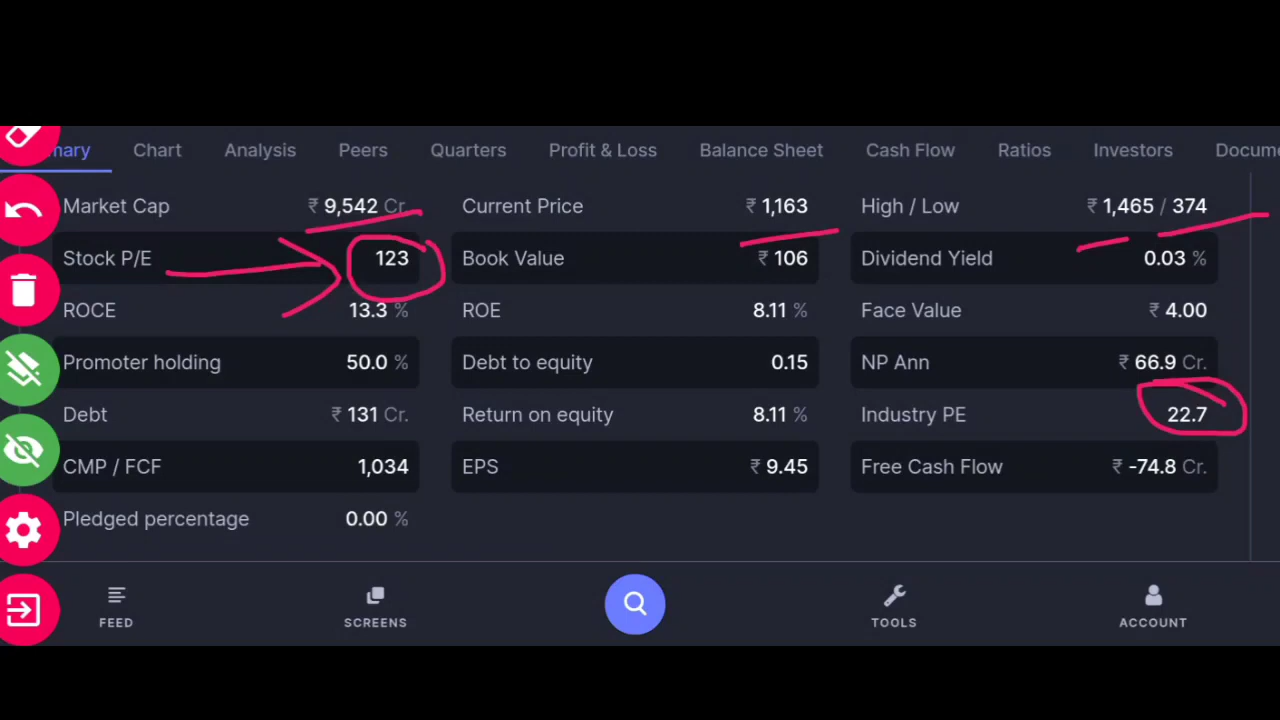 mary Chart Analysis Peers Quarters Profit & Loss Balance Sheet Cash Flow Ratios Investors Docume
Market Cap ₹ 9,542 Cr. Current Price ₹ 1,163 High / Low ₹ 1,465 / 374
Stock P/E 123 Book Value ₹ 106 Dividend Yield 0.03 %
ROCE 13.3 % ROE 8.11 % Face Value ₹ 4.00
Promoter holding 50.0 % Debt to equity 0.15 NP Ann ₹ 66.9 Cr.
Debt ₹ 131 Cr. Return on equity 8.11 % Industry PE 22.7
CMP / FCF 1,034 EPS ₹ 9.45 Free Cash Flow ₹ -74.8 Cr.
Pledged percentage 0.00 %
FEED SCREENS TOOLS ACCOUNT